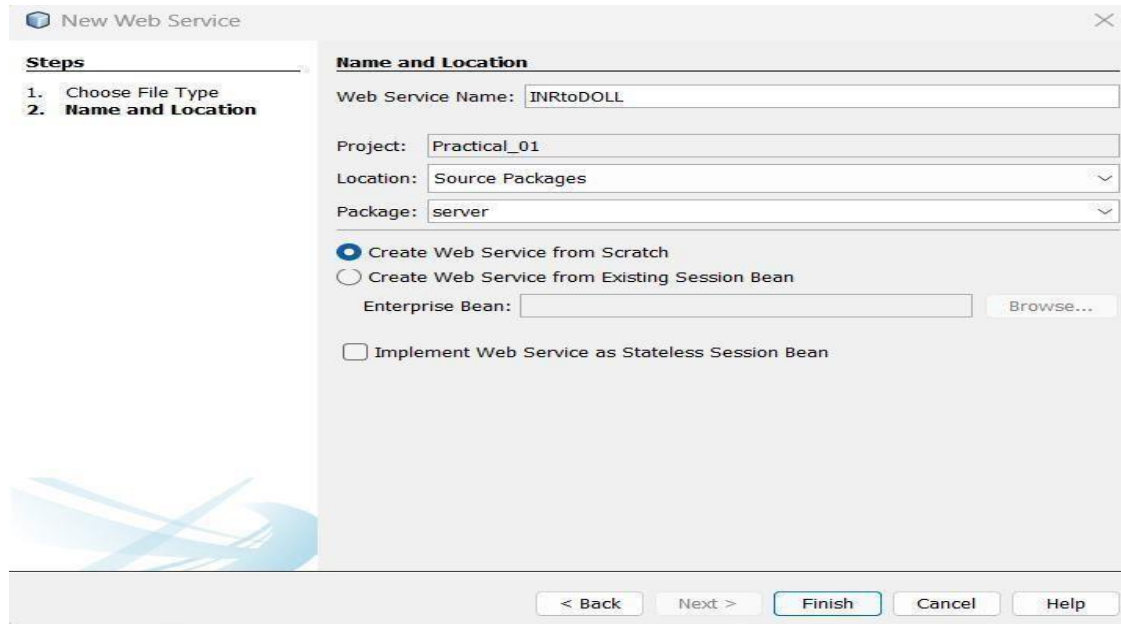 New Web Service
Steps
1. Choose File Type
2. Name and Location
Name and Location
Web Service Name: INRtoDOLL
Project: Practical_01
Location: Source Packages
Package: server
Create Web Service from Scratch
Create Web Service from Existing Session Bean
Enterprise Bean: Browse...
Implement Web Service as Stateless Session Bean
< Back Next > Finish Cancel Help